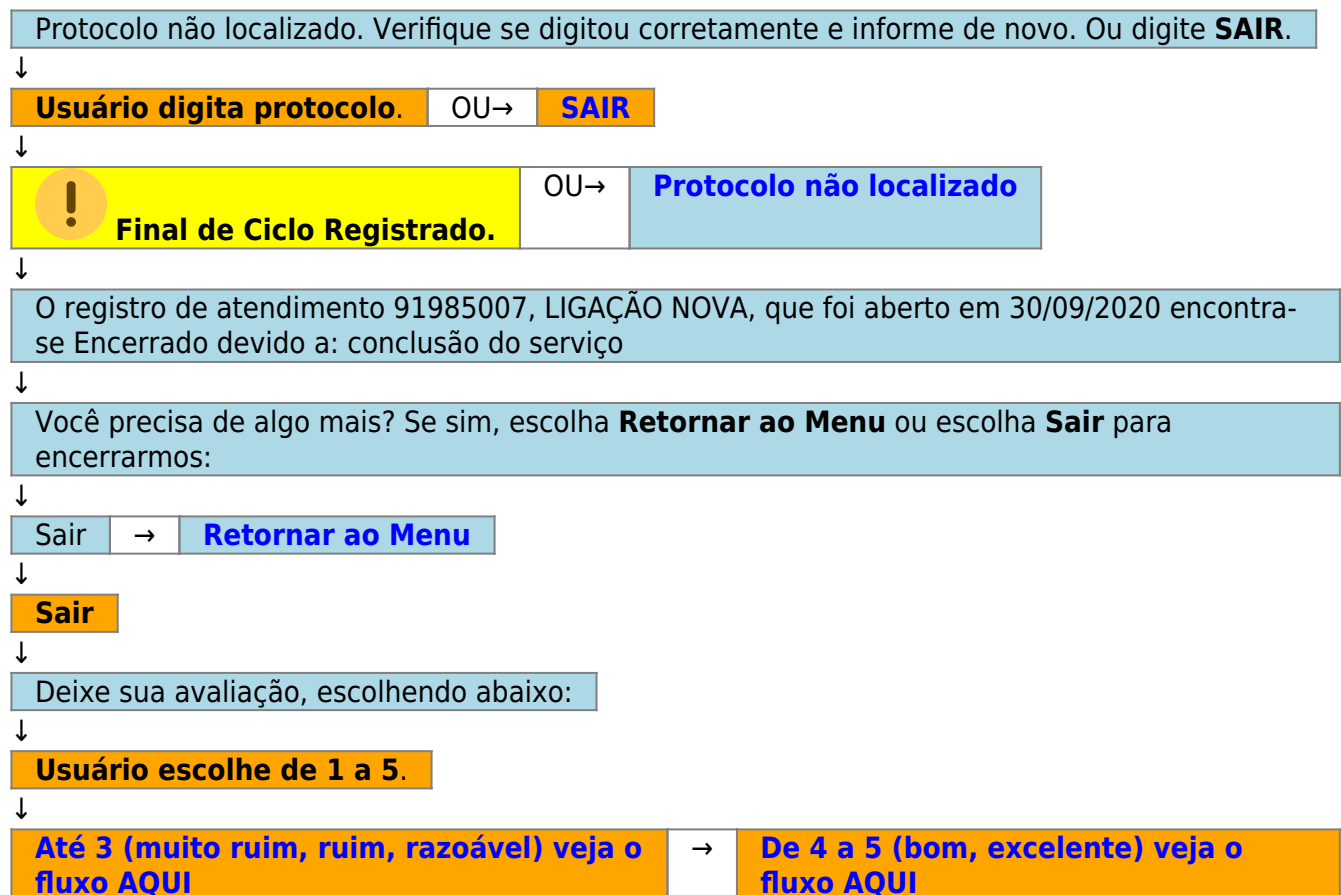 Protocolo não localizado. Verifique se digitou corretamente e informe de novo. Ou digite SAIR.
↓
Usuário digita protocolo. OU→ SAIR
↓
OU→ Protocolo não localizado
! Final de Ciclo Registrado.
↓
O registro de atendimento 91985007, LIGAÇÃO NOVA, que foi aberto em 30/09/2020 encontra-
se Encerrado devido a: conclusão do serviço
↓
Você precisa de algo mais? Se sim, escolha Retornar ao Menu ou escolha Sair para
encerrarmos:
↓
Sair → Retornar ao Menu
↓
Sair
↓
Deixe sua avaliação, escolhendo abaixo:
↓
Usuário escolhe de 1 a 5.
↓
Até 3 (muito ruim, ruim, razoável) veja o
fluxo AQUI
→
De 4 a 5 (bom, excelente) veja o
fluxo AQUI